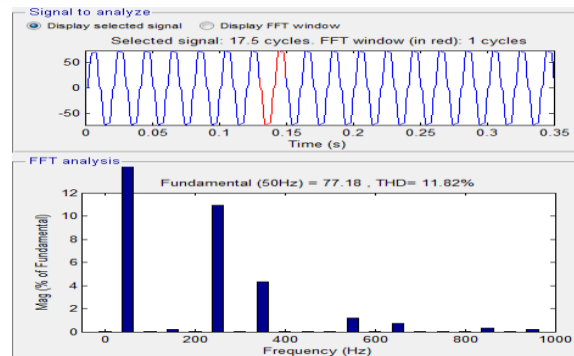 Signal to analyze
Display selected signal Display FFT window
Selected signal: 17.5 cycles. FFT window (in red): 1 cycles
50
0
-50
0 0.05 0.1 0.15 0.2 0.25 0.3 0.35
Time (s)
FFT analysis
Fundamental (50Hz) = 77.18 , THD= 11.82%
Mag (% of Fundamental)
12
10
8
6
4
2
0
0 200 400 600 800 1000
Frequency (Hz)